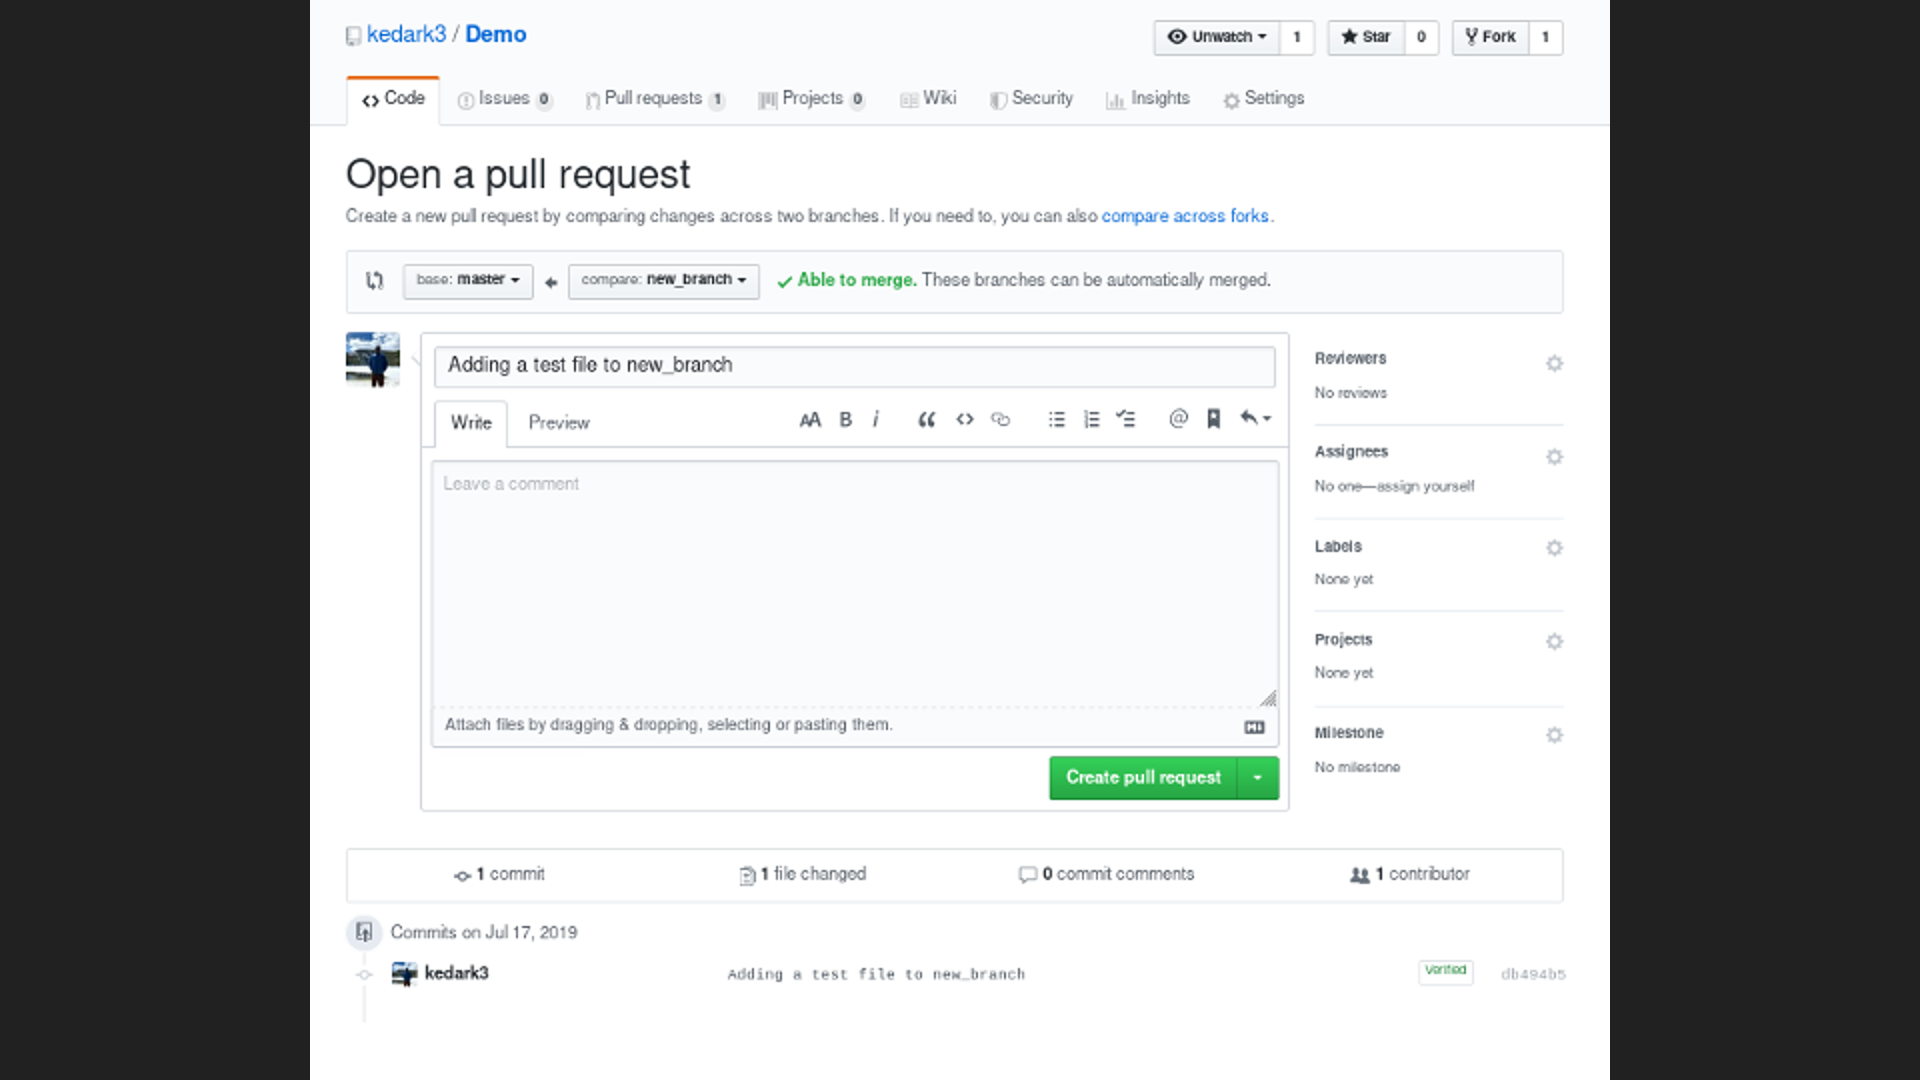 kedark3 / Demo
Unwatch 1 Star 0 Fork 1
Code Issues 0 Pull requests 1 Projects 0 Wiki Security Insights Settings
Open a pull request
Create a new pull request by comparing changes across two branches. If you need to, you can also compare across forks.
base: master compare: new_branch Able to merge. These branches can be automatically merged.
Adding a test file to new_branch
Write Preview AA B i
Leave a comment
Attach files by dragging & dropping, selecting or pasting them.
Create pull request
Reviewers
No reviews
Assignees
No one—assign yourself
Labels
None yet
Projects
None yet
Milestone
No milestone
1 commit 1 file changed 0 commit comments 1 contributor
Commits on Jul 17, 2019
kedark3 Adding a test file to new_branch Verified db494b5